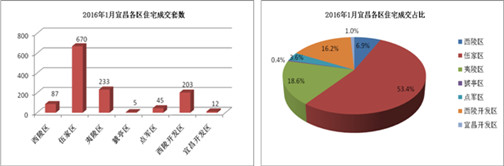 2016年1月宜昌各区住宅成交套数
800
600
400
200
0
87
670
233
5
45
203
12
西陵区
伍家区
夷陵区
猇亭区
点军区
西陵开发区
宜昌开发区
2016年1月宜昌各区住宅成交占比
1.0%
6.9%
16.2%
3.6%
0.4%
18.6%
53.4%
西陵区
伍家区
夷陵区
猇亭区
点军区
西陵开发区
宜昌开发区